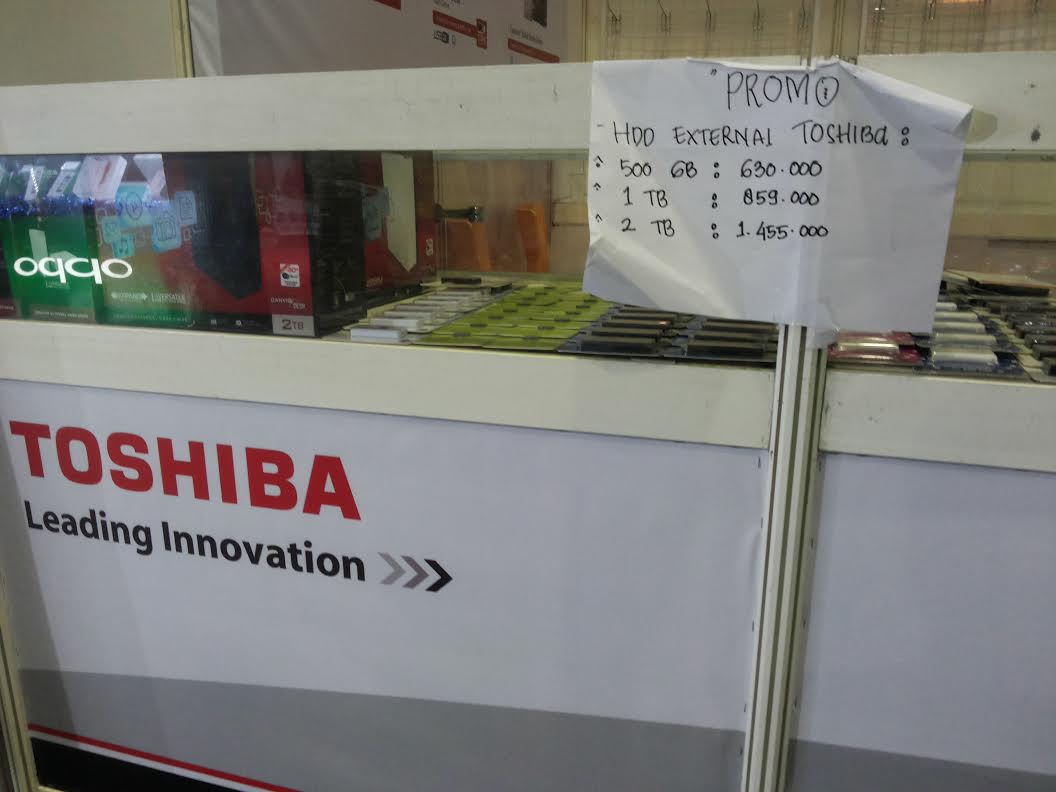 "PROMO
- HDD EXTERNAL TOSHIBA :
^ 500 GB : 630.000
^ 1 TB : 859.000
^ 2 TB : 1.455.000
oppo
2TB
TOSHIBA
Leading Innovation >>>